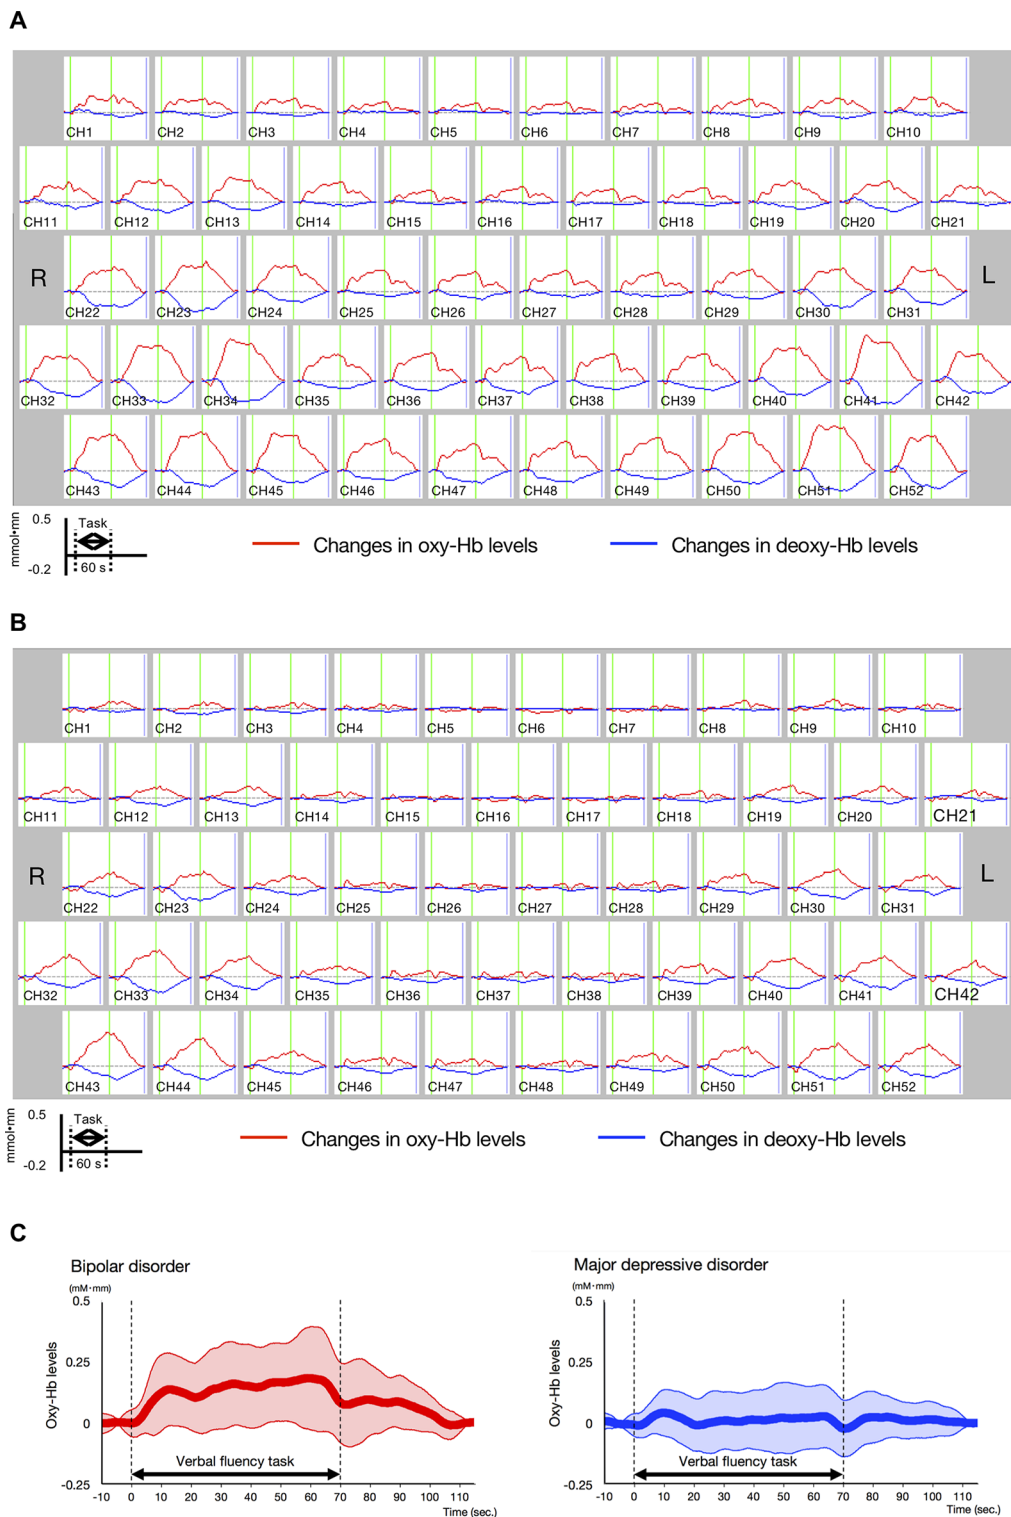 A
CH1 CH2 CH3 CH4 CH5 CH6 CH7 CH8 CH9 CH10
CH11 CH12 CH13 CH14 CH15 CH16 CH17 CH18 CH19 CH20 CH21
R L
CH22 CH23 CH24 CH25 CH26 CH27 CH28 CH29 CH30 CH31
CH32 CH33 CH34 CH35 CH36 CH37 CH38 CH39 CH40 CH41 CH42
CH43 CH44 CH45 CH46 CH47 CH48 CH49 CH50 CH51 CH52
mmol•mn
0.5
-0.2
Task
60 s
Changes in oxy-Hb levels
Changes in deoxy-Hb levels
B
CH1 CH2 CH3 CH4 CH5 CH6 CH7 CH8 CH9 CH10
CH11 CH12 CH13 CH14 CH15 CH16 CH17 CH18 CH19 CH20 CH21
R L
CH22 CH23 CH24 CH25 CH26 CH27 CH28 CH29 CH30 CH31
CH32 CH33 CH34 CH35 CH36 CH37 CH38 CH39 CH40 CH41 CH42
CH43 CH44 CH45 CH46 CH47 CH48 CH49 CH50 CH51 CH52
mmol•mn
0.5
-0.2
Task
60 s
Changes in oxy-Hb levels
Changes in deoxy-Hb levels
C
Bipolar disorder
(mM·mm)
Oxy-Hb levels
0.5
0.25
0
-0.25
Verbal fluency task
-10 0 10 20 30 40 50 60 70 80 90 100 110
Time (sec.)
Major depressive disorder
(mM·mm)
Oxy-Hb levels
0.5
0.25
0
-0.25
Verbal fluency task
-10 0 10 20 30 40 50 60 70 80 90 100 110
Time (sec.)